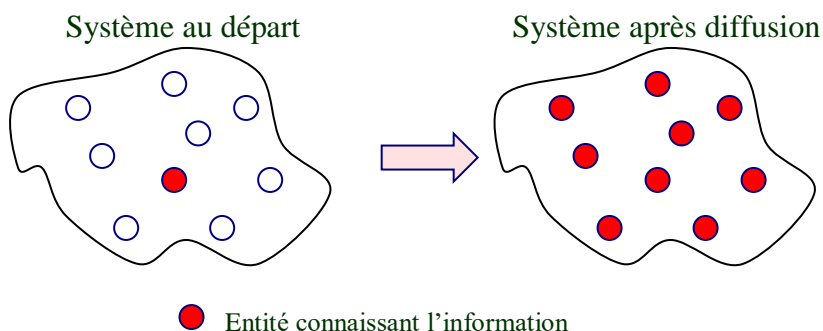 Système au départ
Système après diffusion
Entité connaissant l’information